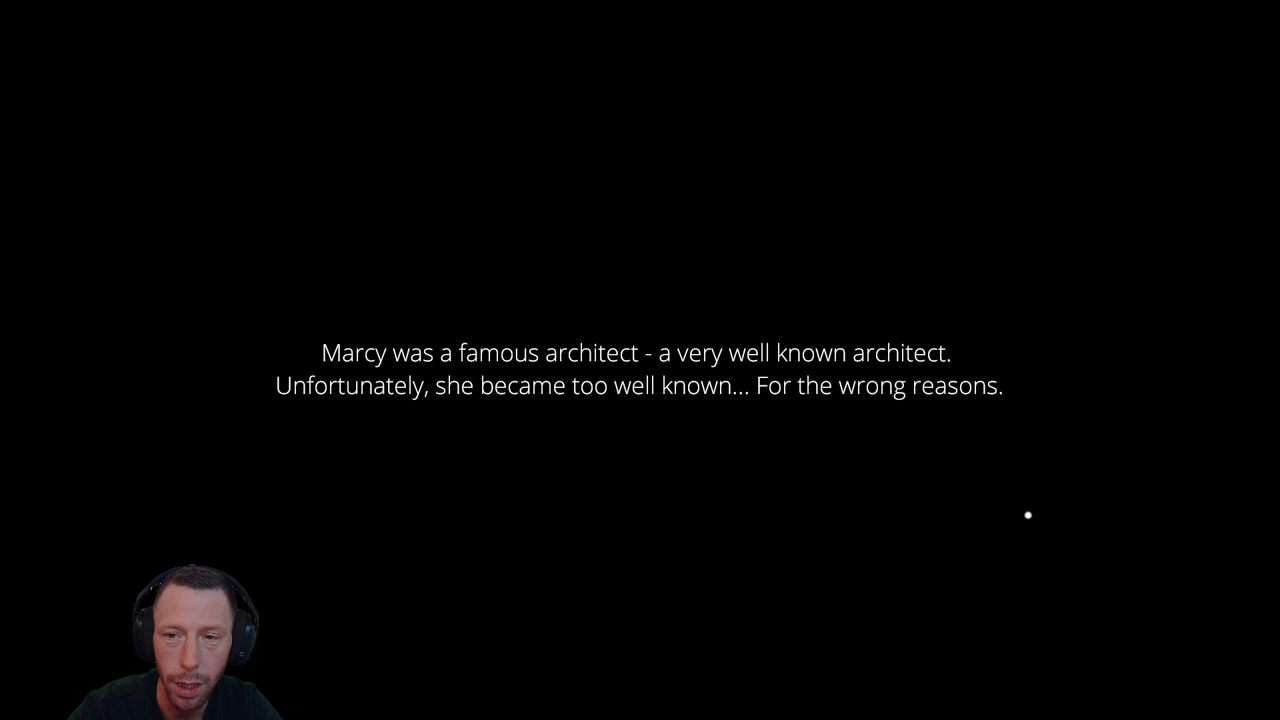 Marcy was a famous architect - a very well known architect.
Unfortunately, she became too well known... For the wrong reasons.